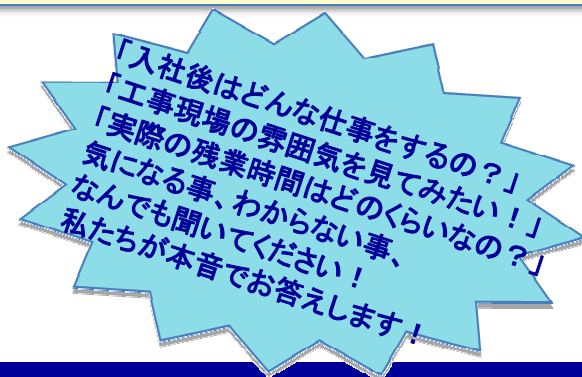 「入社後はどんな仕事をするの？」
「工事現場の雰囲気を見てみたい！」
「実際の残業時間はどのくらいなの？」
気になる事、わからない事、
なんでも聞いてください！
私たちが本音でお答えします！